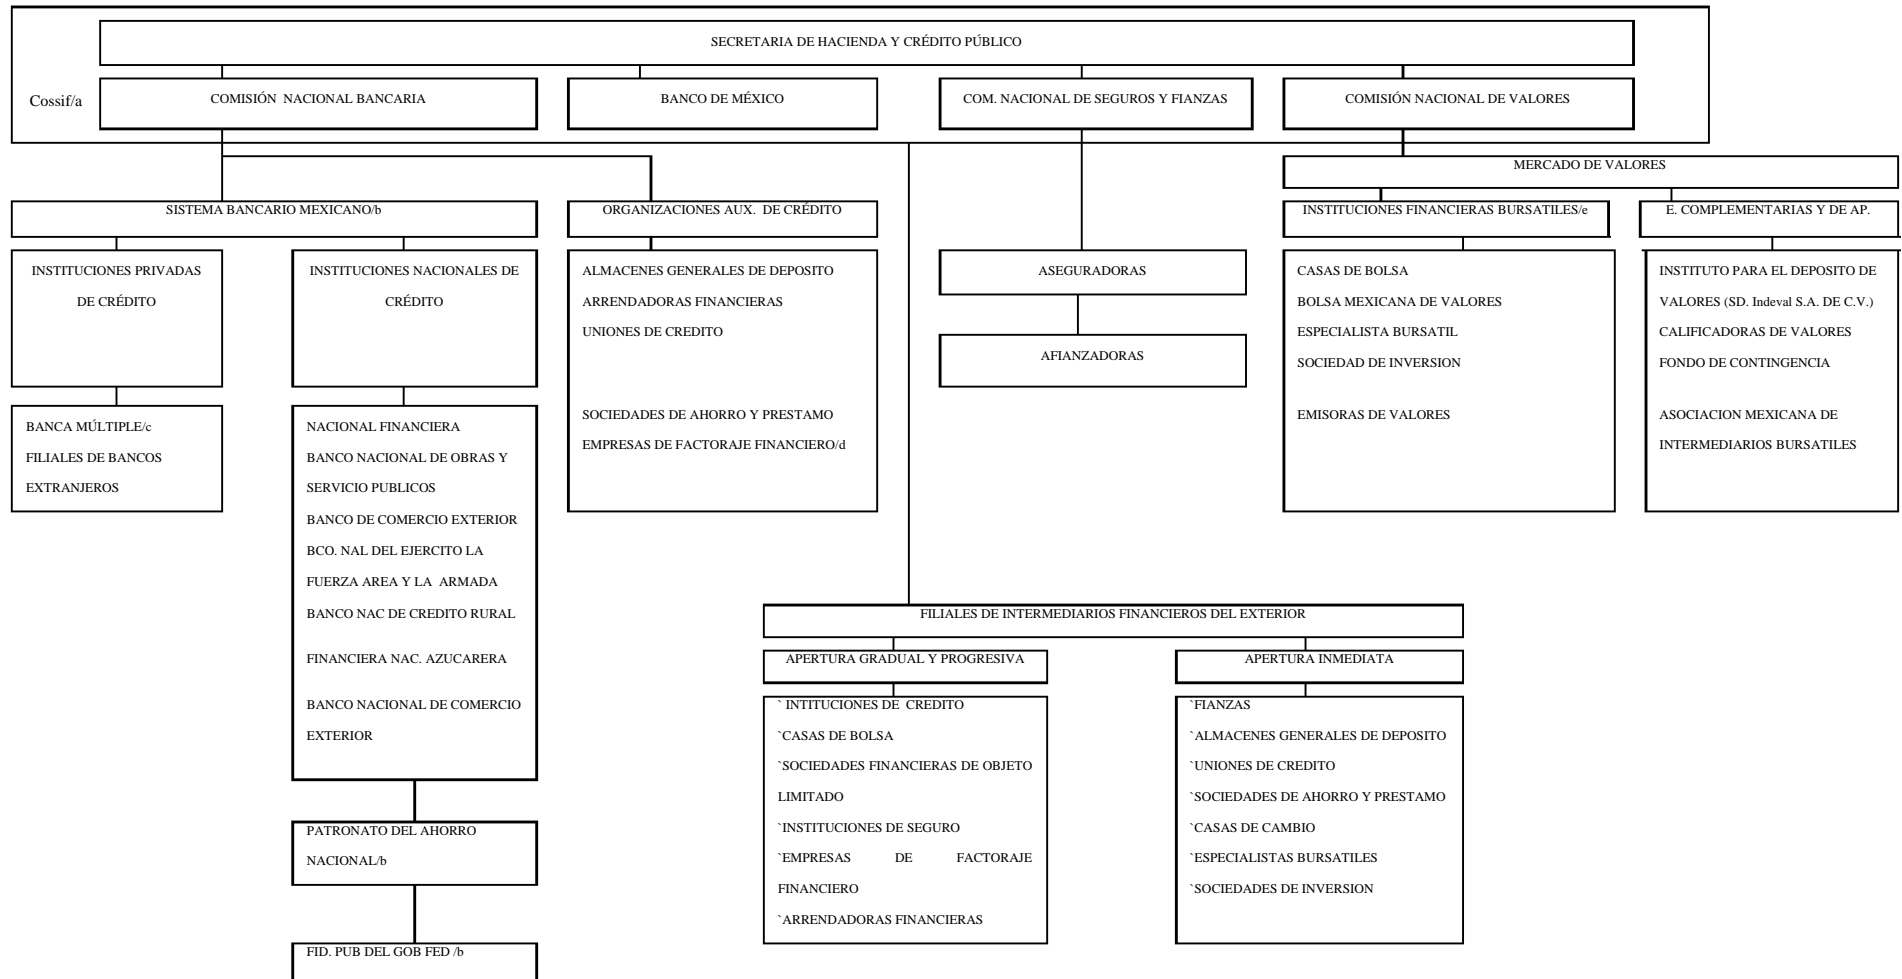 SECRETARIA DE HACIENDA Y CRÉDITO PÚBLICO
Cossif/a
COMISIÓN NACIONAL BANCARIA
BANCO DE MÉXICO
COM. NACIONAL DE SEGUROS Y FIANZAS
COMISIÓN NACIONAL DE VALORES
MERCADO DE VALORES
SISTEMA BANCARIO MEXICANO/b
ORGANIZACIONES AUX. DE CRÉDITO
INSTITUCIONES FINANCIERAS BURSATILES/e
E. COMPLEMENTARIAS Y DE AP.
INSTITUCIONES PRIVADAS
DE CRÉDITO
INSTITUCIONES NACIONALES DE
CRÉDITO
ALMACENES GENERALES DE DEPOSITO
ARRENDADORAS FINANCIERAS
UNIONES DE CREDITO
SOCIEDADES DE AHORRO Y PRESTAMO
EMPRESAS DE FACTORAJE FINANCIERO/d
ASEGURADORAS
AFIANZADORAS
CASAS DE BOLSA
BOLSA MEXICANA DE VALORES
ESPECIALISTA BURSATIL
SOCIEDAD DE INVERSION
EMISORAS DE VALORES
INSTITUTO PARA EL DEPOSITO DE
VALORES (SD. Indeval S.A. DE C.V.)
CALIFICADORAS DE VALORES
FONDO DE CONTINGENCIA
ASOCIACION MEXICANA DE
INTERMEDIARIOS BURSATILES
BANCA MÚLTIPLE/c
FILIALES DE BANCOS
EXTRANJEROS
NACIONAL FINANCIERA
BANCO NACIONAL DE OBRAS Y
SERVICIO PUBLICOS
BANCO DE COMERCIO EXTERIOR
BCO. NAL DEL EJERCITO LA
FUERZA AREA Y LA ARMADA
BANCO NAC DE CREDITO RURAL
FINANCIERA NAC. AZUCARERA
BANCO NACIONAL DE COMERCIO
EXTERIOR
PATRONATO DEL AHORRO
NACIONAL/b
FID. PUB DEL GOB FED /b
FILIALES DE INTERMEDIARIOS FINANCIEROS DEL EXTERIOR
APERTURA GRADUAL Y PROGRESIVA
APERTURA INMEDIATA
` INTITUCIONES DE CREDITO
`CASAS DE BOLSA
`SOCIEDADES FINANCIERAS DE OBJETO
LIMITADO
`INSTITUCIONES DE SEGURO
`EMPRESAS DE FACTORAJE
FINANCIERO
`ARRENDADORAS FINANCIERAS
`FIANZAS
`ALMACENES GENERALES DE DEPOSITO
`UNIONES DE CREDITO
`SOCIEDADES DE AHORRO Y PRESTAMO
`CASAS DE CAMBIO
`ESPECIALISTAS BURSATILES
`SOCIEDADES DE INVERSION